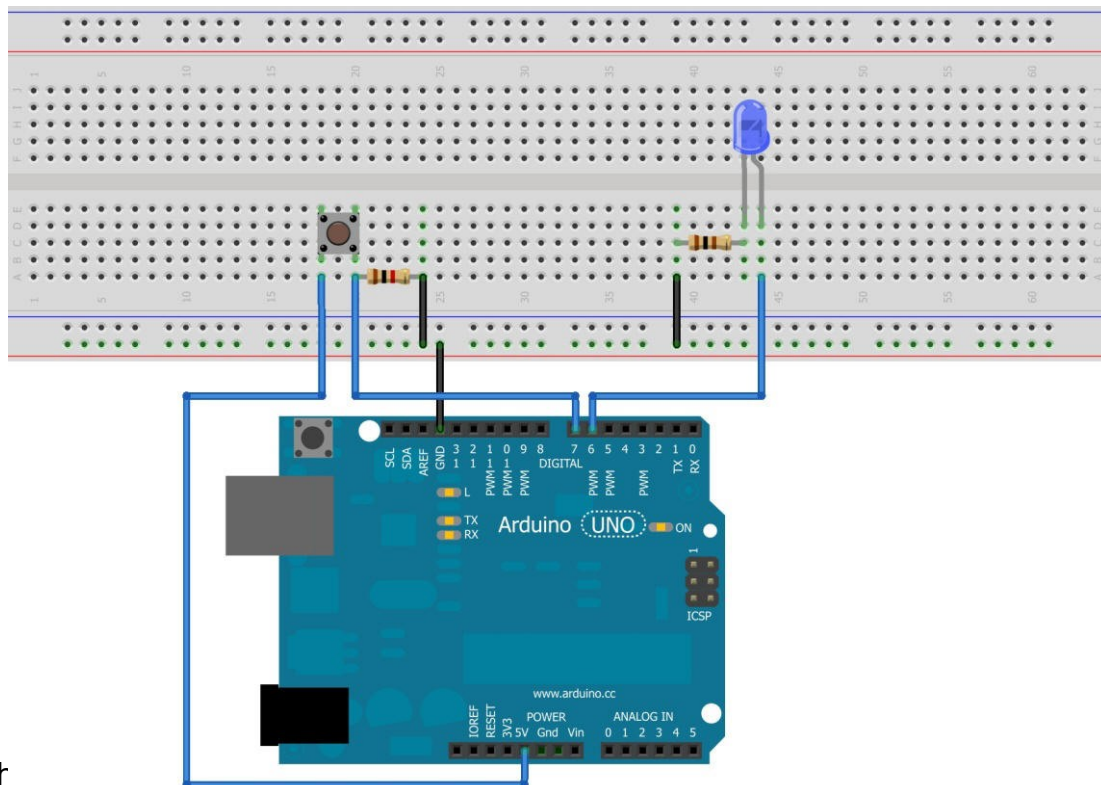 1 5 10 15 20 25 30 35 40 45 50 55 60
J J
I I
H H
G G
F F
E E
D D
C C
B B
A A
1 5 10 15 20 25 30 35 40 45 50 55 60
SCL SDA AREF GND 13 12 11 10 9 8 7 6 5 4 3 2 1 0
PWM PWM PWM DIGITAL PWM PWM PWM TX RX
L
TX
RX
Arduino UNO ON
1
ICSP
www.arduino.cc
POWER ANALOG IN
IOREF RESET 3V3 5V Gnd Vin 0 1 2 3 4 5